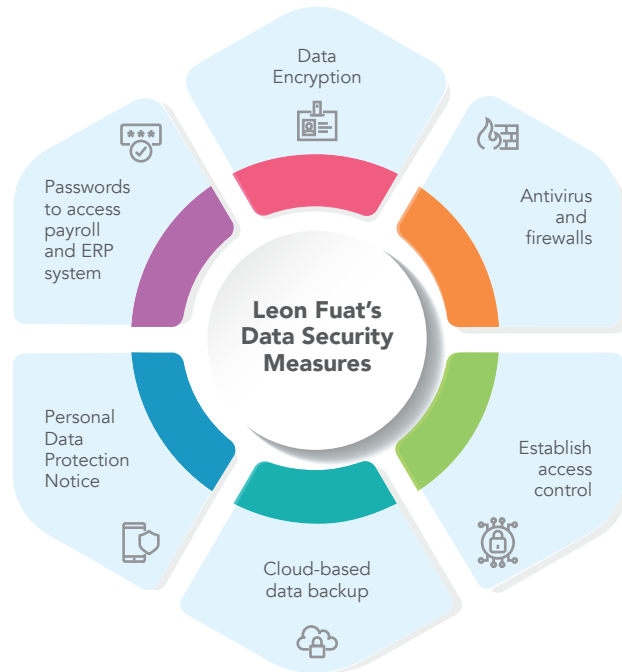 Data
Encryption
Antivirus
and
firewalls
Establish
access
control
Cloud-based
data backup
Personal
Data
Protection
Notice
Passwords
to access
payroll
and ERP
system
***
Leon Fuat’s
Data Security
Measures